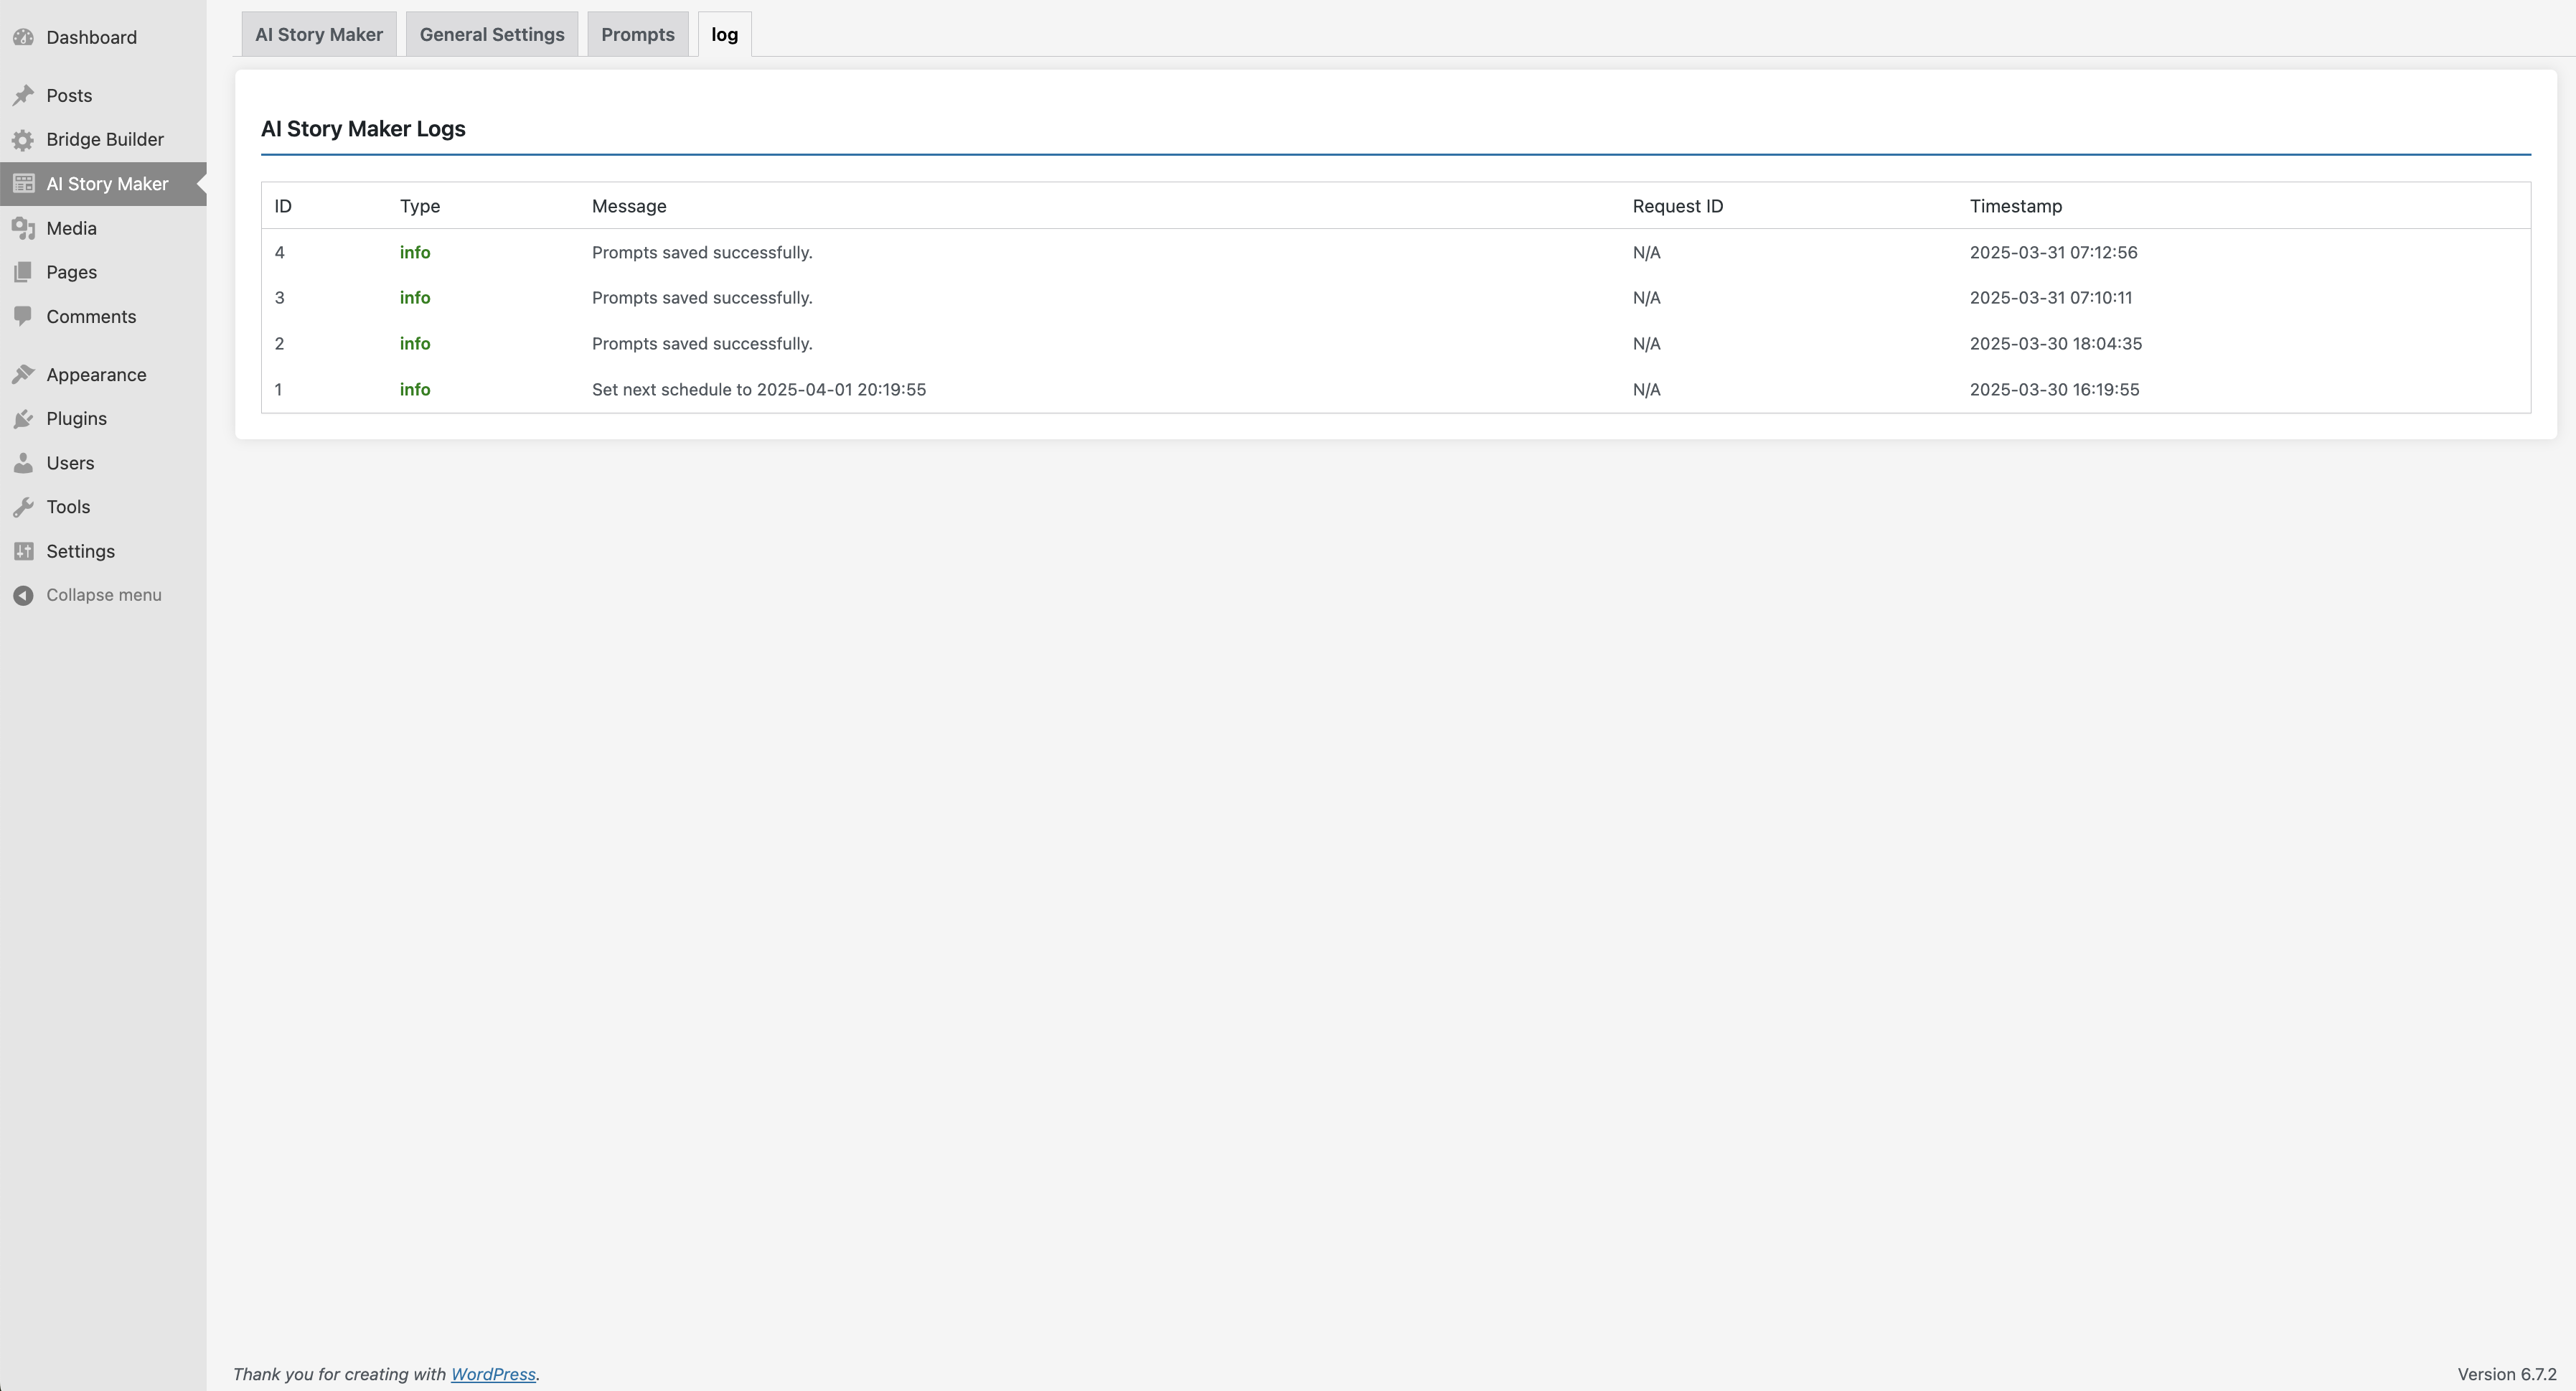 Dashboard
Posts
Bridge Builder
AI Story Maker
Media
Pages
Comments
Appearance
Plugins
Users
Tools
Settings
Collapse menu
AI Story Maker General Settings Prompts log
AI Story Maker Logs
ID Type Message Request ID Timestamp
4 info Prompts saved successfully. N/A 2025-03-31 07:12:56
3 info Prompts saved successfully. N/A 2025-03-31 07:10:11
2 info Prompts saved successfully. N/A 2025-03-30 18:04:35
1 info Set next schedule to 2025-04-01 20:19:55 N/A 2025-03-30 16:19:55
Thank you for creating with WordPress. Version 6.7.2